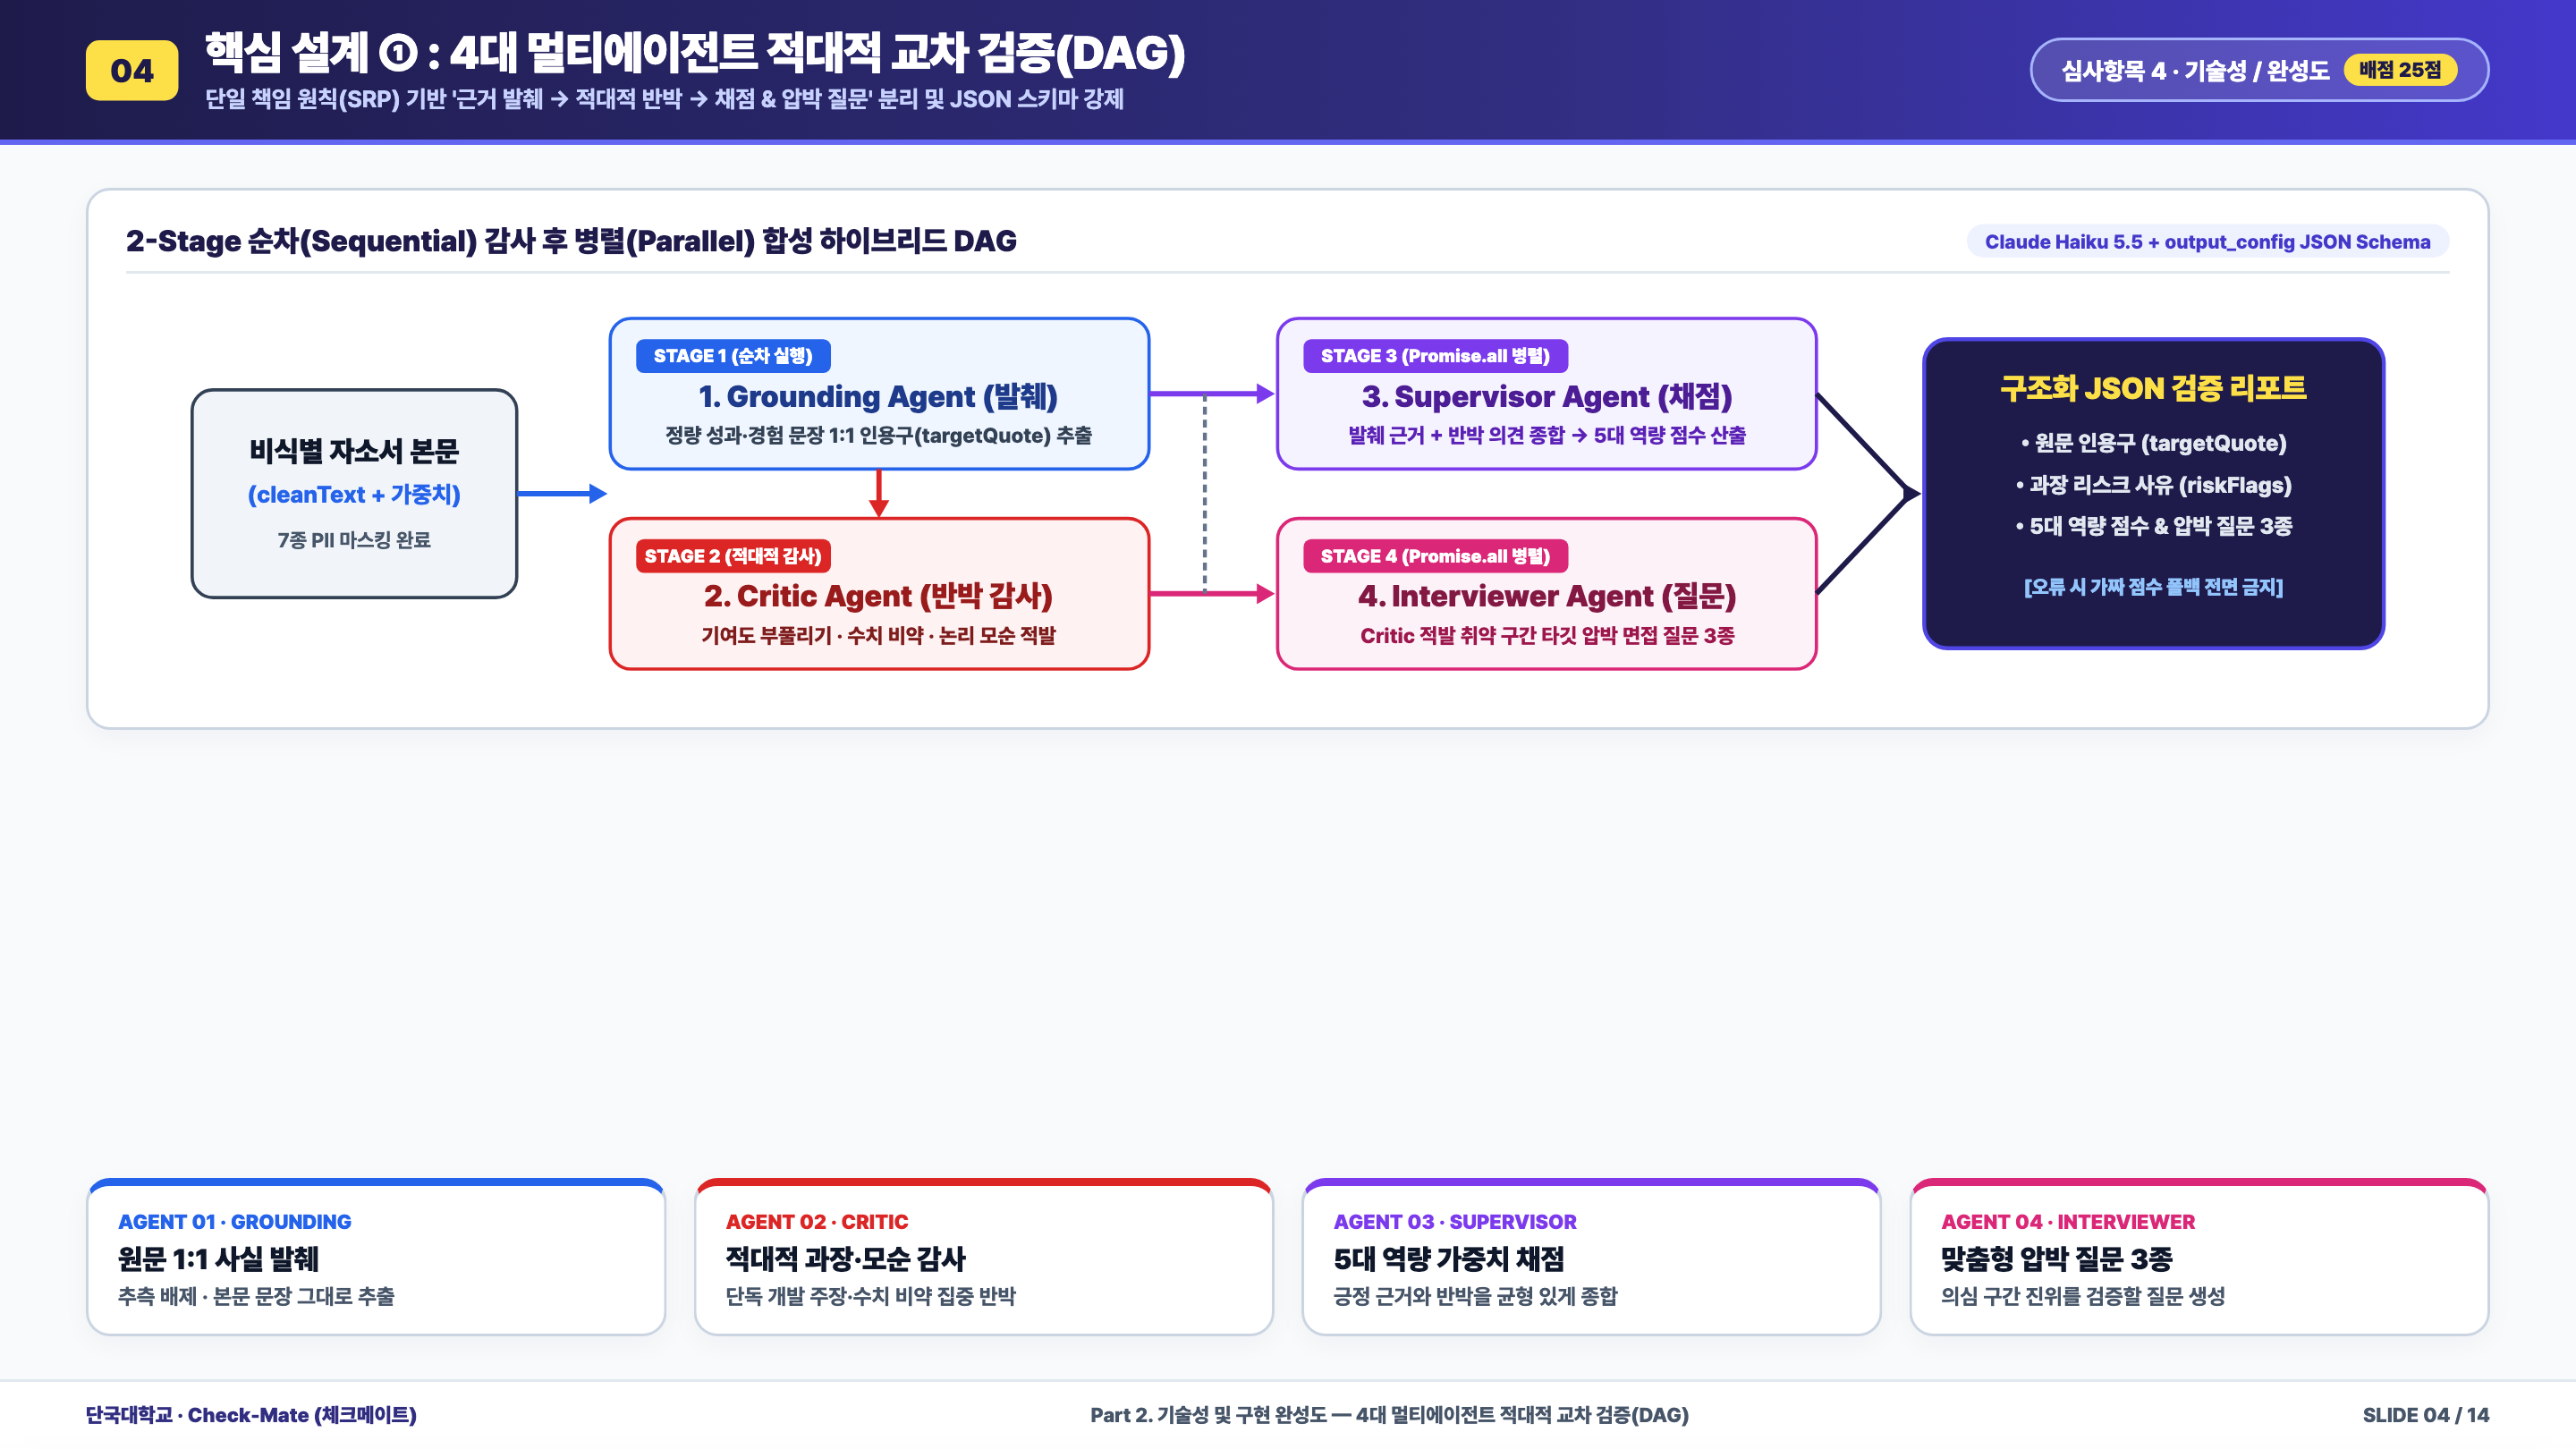 04
핵심 설계 ① : 4대 멀티에이전트 적대적 교차 검증(DAG)
단일 책임 원칙(SRP) 기반 '근거 발췌 → 적대적 반박 → 채점 & 압박 질문' 분리 및 JSON 스키마 강제
심사항목 4 · 기술성 / 완성도 배점 25점
2-Stage 순차(Sequential) 감사 후 병렬(Parallel) 합성 하이브리드 DAG
Claude Haiku 5.5 + output_config JSON Schema
비식별 자소서 본문
(cleanText + 가중치)
7종 PII 마스킹 완료
STAGE 1 (순차 실행)
1. Grounding Agent (발췌)
정량 성과·경험 문장 1:1 인용구(targetQuote) 추출
STAGE 2 (적대적 감사)
2. Critic Agent (반박 감사)
기여도 부풀리기 · 수치 비약 · 논리 모순 적발
STAGE 3 (Promise.all 병렬)
3. Supervisor Agent (채점)
발췌 근거 + 반박 의견 종합 → 5대 역량 점수 산출
STAGE 4 (Promise.all 병렬)
4. Interviewer Agent (질문)
Critic 적발 취약 구간 타깃 압박 면접 질문 3종
구조화 JSON 검증 리포트
• 원문 인용구 (targetQuote)
• 과장 리스크 사유 (riskFlags)
• 5대 역량 점수 & 압박 질문 3종
[오류 시 가짜 점수 폴백 전면 금지]
AGENT 01 · GROUNDING
원문 1:1 사실 발췌
추측 배제 · 본문 문장 그대로 추출
AGENT 02 · CRITIC
적대적 과장·모순 감사
단독 개발 주장·수치 비약 집중 반박
AGENT 03 · SUPERVISOR
5대 역량 가중치 채점
긍정 근거와 반박을 균형 있게 종합
AGENT 04 · INTERVIEWER
맞춤형 압박 질문 3종
의심 구간 진위를 검증할 질문 생성
단국대학교 · Check-Mate (체크메이트)
Part 2. 기술성 및 구현 완성도 — 4대 멀티에이전트 적대적 교차 검증(DAG)
SLIDE 04 / 14